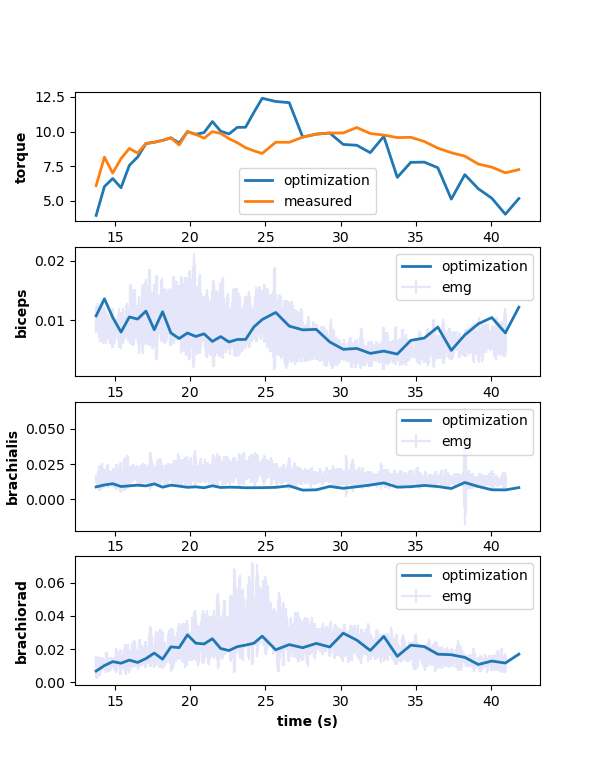 12.5
10.0
7.5
5.0
torque
optimization
measured
15 20 25 30 35 40
0.02
0.01
biceps
optimization
emg
15 20 25 30 35 40
0.050
0.025
0.000
brachialis
optimization
emg
15 20 25 30 35 40
0.06
0.04
0.02
0.00
brachiorad
optimization
emg
15 20 25 30 35 40
time (s)